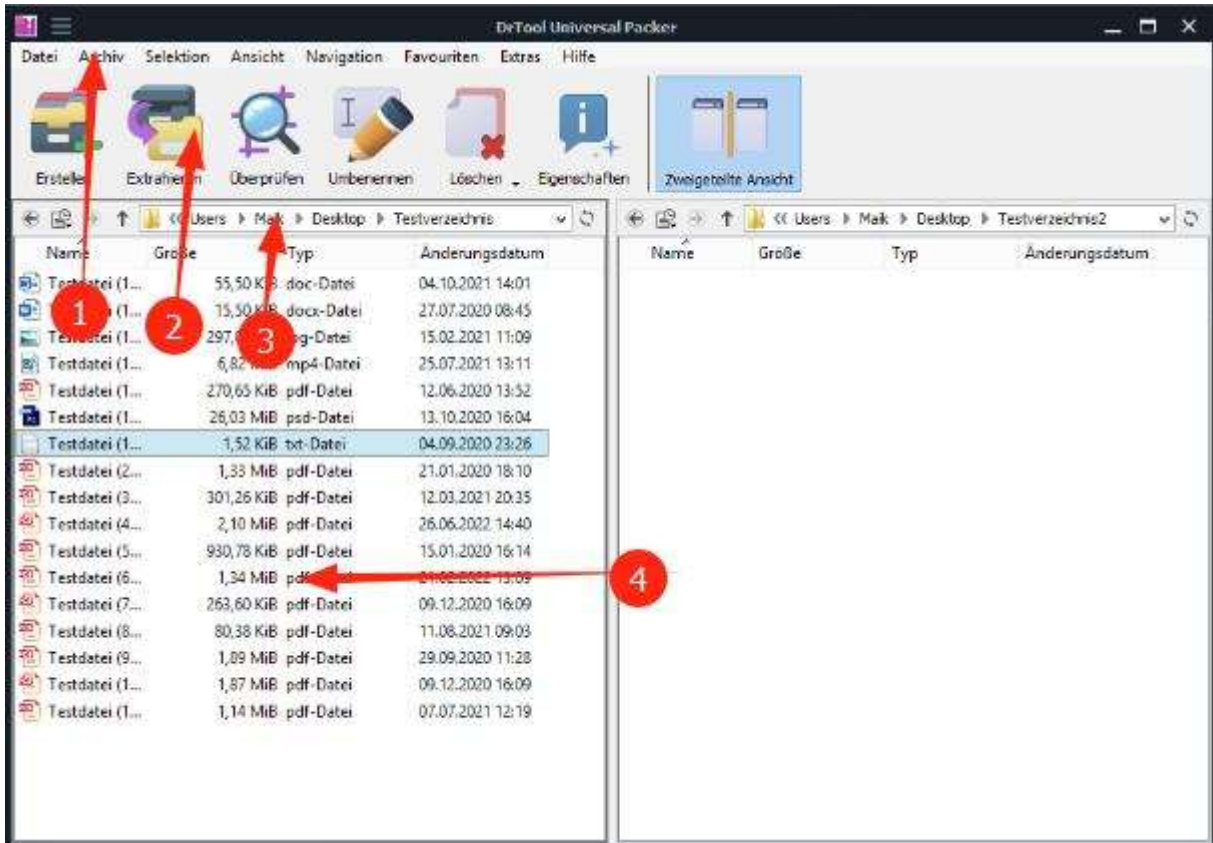 DrTool Universal Packer
Datei Archiv Selektion Ansicht Navigation Favouriten Extras Hilfe
Erstellen Extrahieren Überprüfen Umbenennen Löschen Eigenschaften Zweigeteilte Ansicht
« Users Maik Desktop Testverzeichnis « Users Maik Desktop Testverzeichnis2
Name Größe Typ Änderungsdatum Name Größe Typ Änderungsdatum
Testdatei (1... 55,50 KiB doc-Datei 04.10.2021 14:01
(1... 15,50 KiB docx-Datei 27.07.2020 08:45
Testdatei (1... 297, 15.02.2021 11:09
Testdatei (1... 6,82 mp4-Datei 25.07.2021 13:11
Testdatei (1... 270,65 KiB pdf-Datei 12.06.2020 13:52
Testdatei (1... 26,03 MiB psd-Datei 13.10.2020 16:04
Testdatei (1... 1,52 KiB txt-Datei 04.09.2020 23:26
Testdatei (2... 1,33 MiB pdf-Datei 21.01.2020 18:10
Testdatei (3... 301,26 KiB pdf-Datei 12.03.2021 20:35
Testdatei (4... 2,10 MiB pdf-Datei 26.06.2022 14:40
Testdatei (5... 930,78 KiB pdf-Datei 15.01.2020 16:14
Testdatei (6... 1,34 MiB
Testdatei (7... 263,60 KiB pdf-Datei 09.12.2020 16:09
Testdatei (8... 80,38 KiB pdf-Datei 11.08.2021 09:03
Testdatei (9... 1,89 MiB pdf-Datei 29.09.2020 11:28
Testdatei (1... 1,87 MiB pdf-Datei 09.12.2020 16:09
Testdatei (1... 1,14 MiB pdf-Datei 07.07.2021 12:19
1
2
3
4